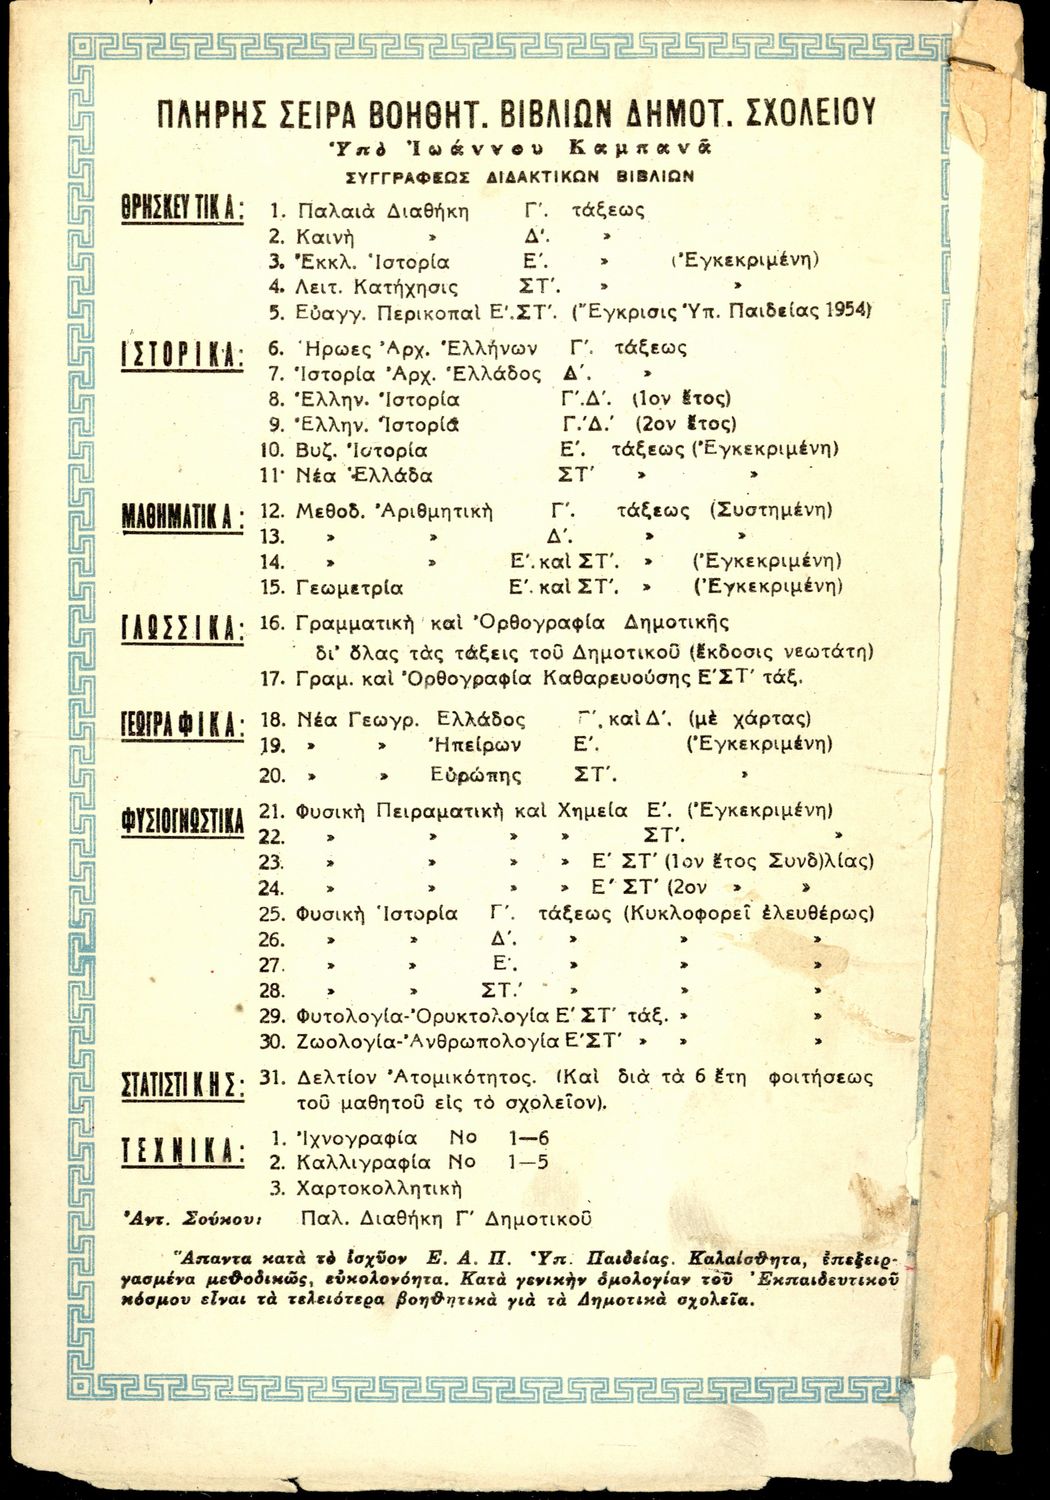 ΠΛΗΡΗΣ ΣΕΙΡΑ ΒΟΗΘΗΤ. ΒΙΒΛΙΩΝ ΔΗΜΟΤ. ΣΧΟΛΕΙΟΥ
Ὑπὸ Ἰωάννου Καμπανᾶ
ΣΥΓΓΡΑΦΕΩΣ ΔΙΔΑΚΤΙΚΩΝ ΒΙΒΛΙΩΝ
ΘΡΗΣΚΕΥΤΙΚΑ: 1. Παλαιὰ Διαθήκη Γ΄. τάξεως
2. Καινὴ » Δ΄. »
3. Ἐκκλ. Ἱστορία Ε΄. » (Ἐγκεκριμένη)
4. Λειτ. Κατήχησις ΣΤ΄. » »
5. Εὐαγγ. Περικοπαὶ Ε΄.ΣΤ΄. (Ἔγκρισις Ὑπ. Παιδείας 1954)
ΙΣΤΟΡΙΚΑ: 6. Ἥρωες Ἀρχ. Ἑλλήνων Γ΄. τάξεως
7. Ἱστορία Ἀρχ. Ἑλλάδος Δ΄. »
8. Ἑλλην. Ἱστορία Γ΄.Δ΄. (1ον ἔτος)
9. Ἑλλην. Ἱστορία Γ.΄Δ.΄ (2ον ἔτος)
10. Βυζ. Ἱστορία Ε΄. τάξεως (Ἐγκεκριμένη)
11· Νέα Ἑλλάδα ΣΤ΄ » »
ΜΑΘΗΜΑΤΙΚΑ: 12. Μεθοδ. Ἀριθμητικὴ Γ΄. τάξεως (Συστημένη)
13. » » Δ΄. » »
14. » » Ε΄. καὶ ΣΤ΄. » (Ἐγκεκριμένη)
15. Γεωμετρία Ε΄. καὶ ΣΤ΄. » (Ἐγκεκριμένη)
ΓΛΩΣΣΙΚΑ: 16. Γραμματικὴ καὶ Ὀρθογραφία Δημοτικῆς
δι' ὅλας τὰς τάξεις τοῦ Δημοτικοῦ (ἔκδοσις νεωτάτη)
17. Γραμ. καὶ Ὀρθογραφία Καθαρευούσης Ε΄ΣΤ΄ τάξ.
ΓΕΩΓΡΑΦΙΚΑ: 18. Νέα Γεωγρ. Ἑλλάδος Γ΄. καὶ Δ΄. (μὲ χάρτας)
19. » » Ἠπείρων Ε΄. (Ἐγκεκριμένη)
20. » » Εὐρώπης ΣΤ΄. »
ΦΥΣΙΟΓΝΩΣΤΙΚΑ 21. Φυσικὴ Πειραματικὴ καὶ Χημεία Ε΄. (Ἐγκεκριμένη)
22. » » » » ΣΤ΄. »
23. » » » » Ε΄ ΣΤ΄ (1ον ἔτος Συνδ)λίας)
24. » » » » Ε΄ ΣΤ΄ (2ον » »
25. Φυσικὴ Ἱστορία Γ΄. τάξεως (Κυκλοφορεῖ ἐλευθέρως)
26. » » Δ΄. » » »
27. » » Ε΄. » » »
28. » » ΣΤ.΄ » » »
29. Φυτολογία-Ὀρυκτολογία Ε΄ΣΤ΄ τάξ. » »
30. Ζωολογία-Ἀνθρωπολογία Ε΄ΣΤ΄ » » »
ΣΤΑΤΙΣΤΙΚΗΣ: 31. Δελτίον Ἀτομικότητος. (Καὶ διὰ τὰ 6 ἔτη φοιτήσεως
τοῦ μαθητοῦ εἰς τὸ σχολεῖον).
ΤΕΧΝΙΚΑ: 1. Ἰχνογραφία Νο 1—6
2. Καλλιγραφία Νο 1—5
3. Χαρτοκολλητικὴ
Ἀντ. Σούκου: Παλ. Διαθήκη Γ΄ Δημοτικοῦ
Ἅπαντα κατὰ τὸ ἰσχῦον Ε. Α. Π. Ὑπ. Παιδείας. Καλαίσθητα, ἐπεξειρ-
γασμένα μεθοδικῶς, εὐκολονόητα. Κατὰ γενικὴν ὁμολογίαν τοῦ Ἐκπαιδευτικοῦ
κόσμου εἶναι τὰ τελειότερα βοηθητικὰ γιὰ τὰ Δημοτικὰ σχολεῖα.